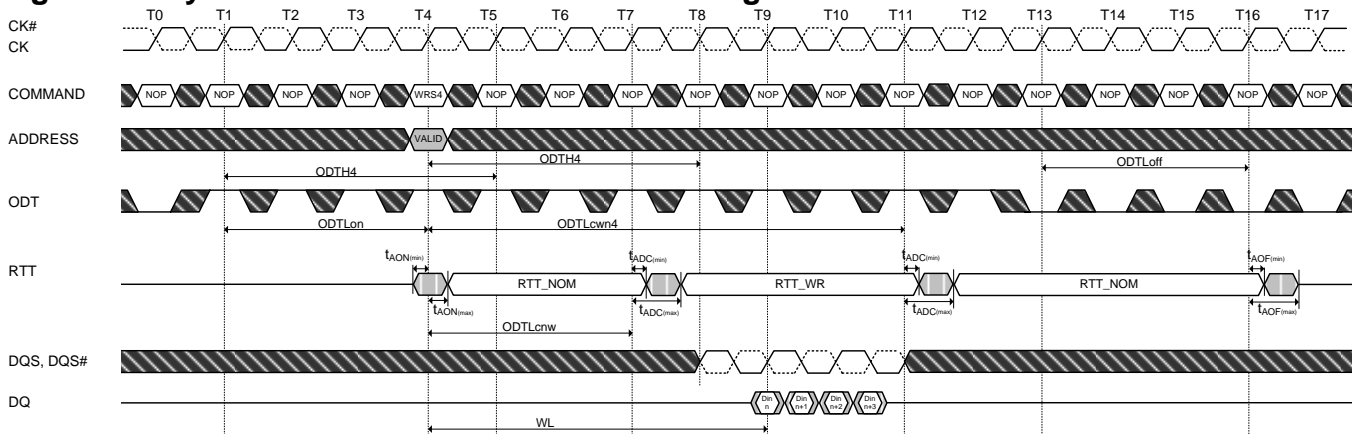 T0 T1 T2 T3 T4 T5 T6 T7 T8 T9 T10 T11 T12 T13 T14 T15 T16 T17
CK#
CK
COMMAND NOP NOP NOP NOP WRS4 NOP NOP NOP NOP NOP NOP NOP NOP NOP NOP NOP NOP NOP
ADDRESS VALID
ODTH4 ODTLoff
ODTH4
ODT
ODTLon ODTLcwn4
tAON(min) tADC(min) tADC(min) tAOF(min)
RTT RTT_NOM RTT_WR RTT_NOM
tAON(max) tADC(max) tADC(max) tAOF(max)
ODTLcnw
DQS, DQS#
DQ Din n Din n+1 Din n+2 Din n+3
WL